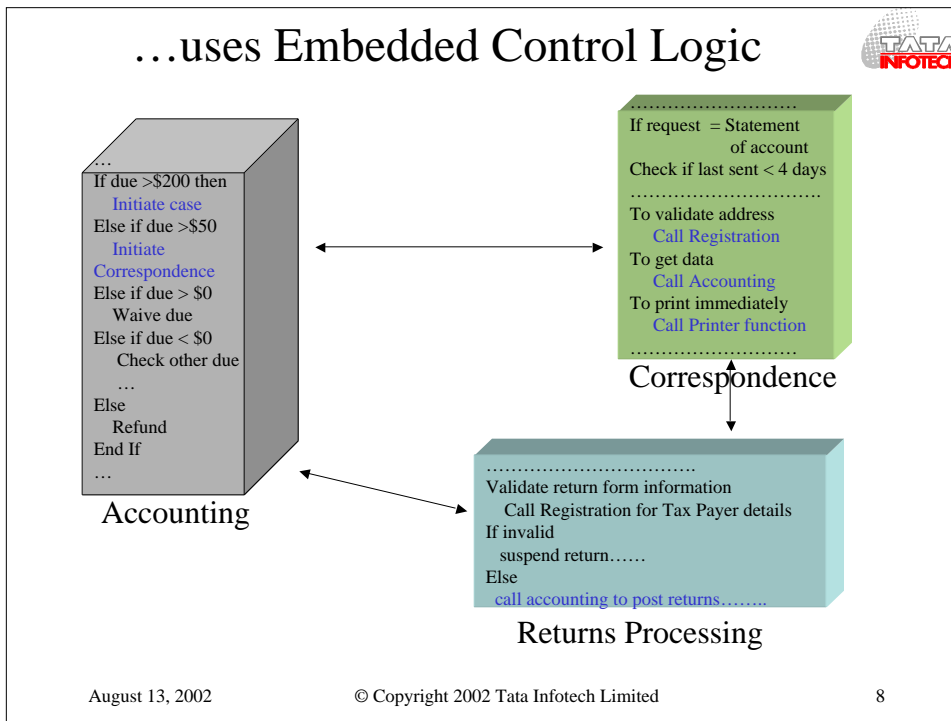 …uses Embedded Control Logic
TATA
INFOTECH
…
If due >$200 then
Initiate case
Else if due >$50
Initiate
Correspondence
Else if due > $0
Waive due
Else if due < $0
Check other due
…
Else
Refund
End If
…
Accounting
………………………
If request = Statement
of account
Check if last sent < 4 days
………………………….
To validate address
Call Registration
To get data
Call Accounting
To print immediately
Call Printer function
………………………
Correspondence
…………………………….
Validate return form information
Call Registration for Tax Payer details
If invalid
suspend return……
Else
call accounting to post returns……..
Returns Processing
August 13, 2002 © Copyright 2002 Tata Infotech Limited 8